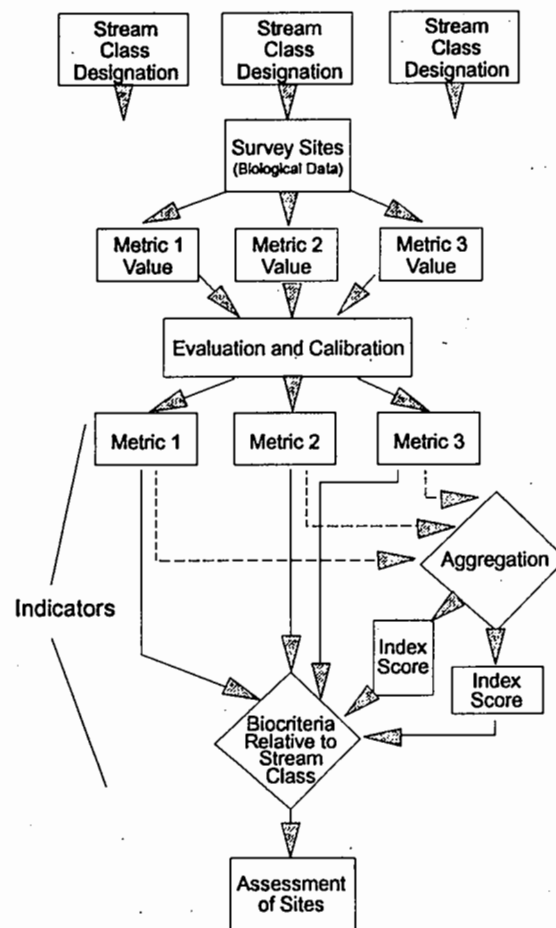 Stream
Class
Designation
Stream
Class
Designation
Stream
Class
Designation
Survey Sites
(Biological Data)
Metric 1
Value
Metric 2
Value
Metric 3
Value
Evaluation and Calibration
Metric 1
Metric 2
Metric 3
Aggregation
Indicators
Index
Score
Index
Score
Biocriteria
Relative to
Stream
Class
Assessment
of Sites